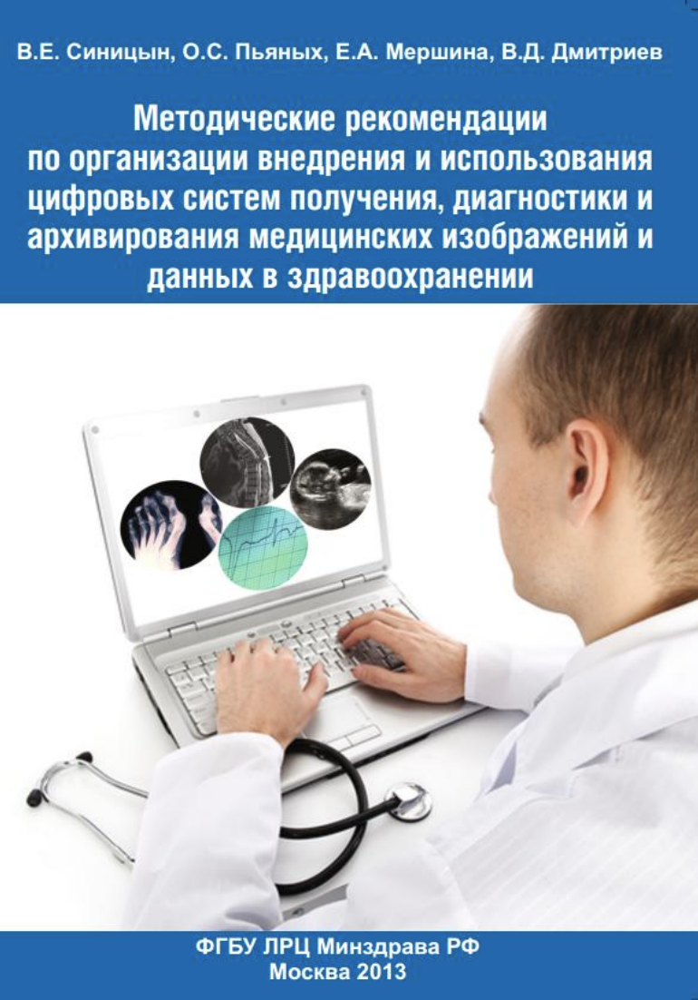 В.Е. Синицын, О.С. Пьяных, Е.А. Мершина, В.Д. Дмитриев
Методические рекомендации
по организации внедрения и использования
цифровых систем получения, диагностики и
архивирования медицинских изображений и
данных в здравоохранении
ФГБУ ЛРЦ Минздрава РФ
Москва 2013